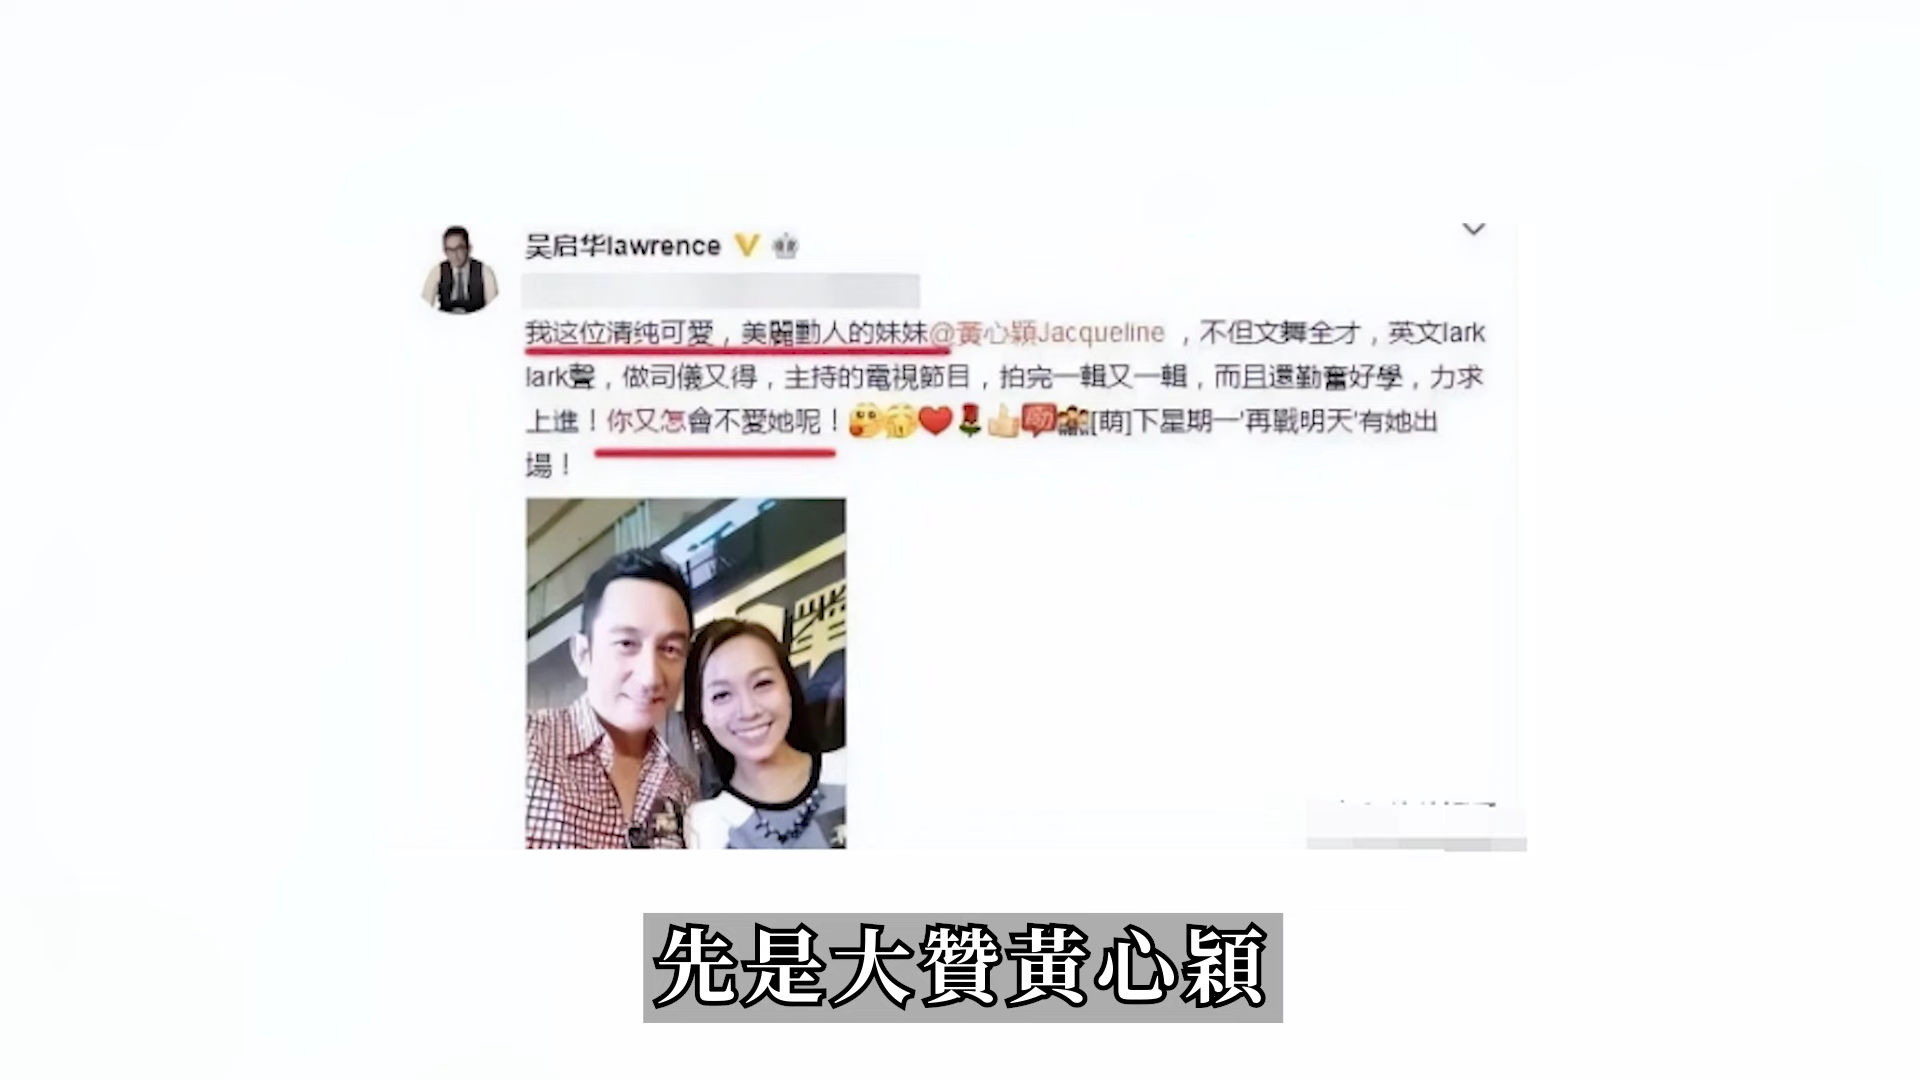 吴启华lawrence
我这位清纯可愛，美麗動人的妹妹@黃心穎Jacqueline ，不但文舞全才，英文lark
lark聲，做司儀又得，主持的電視節目，拍完一輯又一輯，而且還勤奮好學，力求
上進！你又怎會不愛她呢！[萌]下星期一'再戰明天'有她出
場！
先是大贊黃心穎